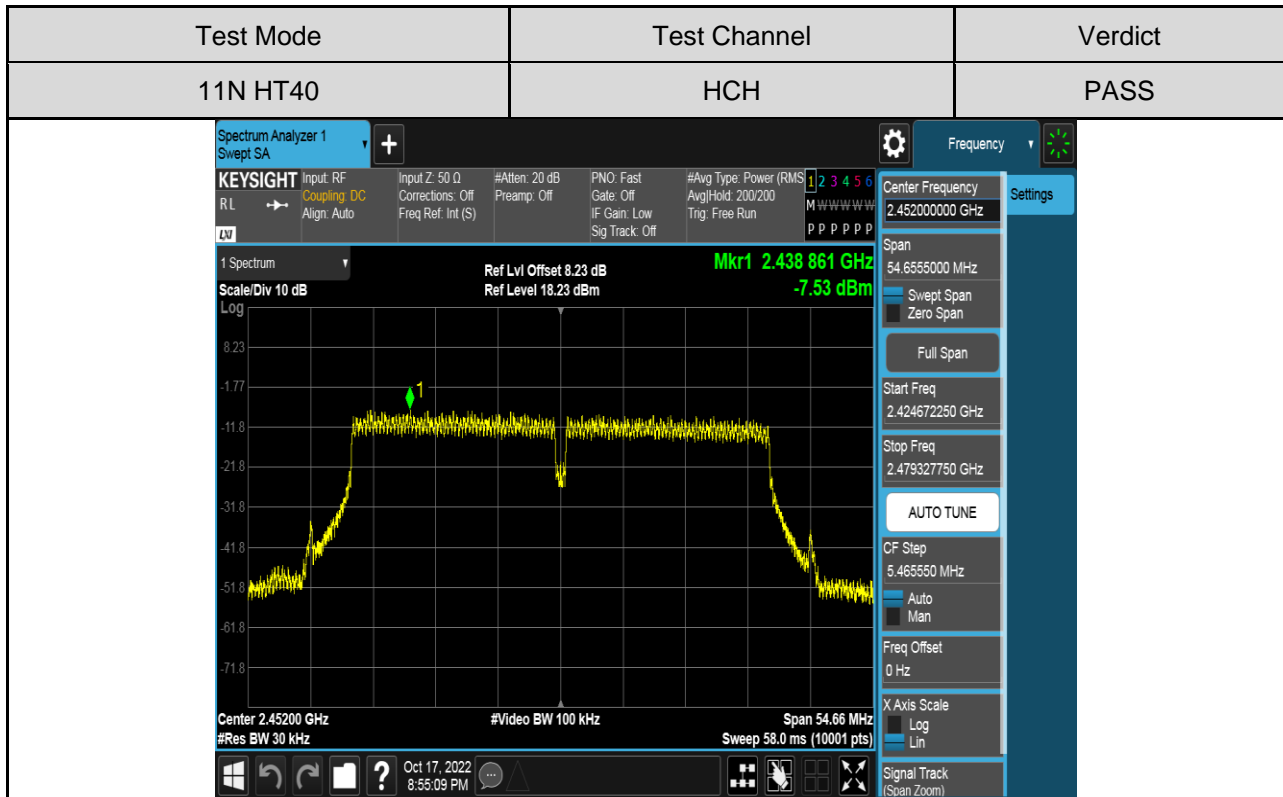 Test Mode Test Channel Verdict
11N HT40 HCH PASS
Spectrum Analyzer 1
Swept SA
Frequency
KEYSIGHT
RL
LXI
Input: RF
Coupling: DC
Align: Auto
Input Z: 50 Ω
Corrections: Off
Freq Ref: Int (S)
#Atten: 20 dB
Preamp: Off
PNO: Fast
Gate: Off
IF Gain: Low
Sig Track: Off
#Avg Type: Power (RMS
Avg|Hold: 200/200
Trig: Free Run
1 2 3 4 5 6
M W W W W W
P P P P P P
1 Spectrum
Scale/Div 10 dB
Ref Lvl Offset 8.23 dB
Ref Level 18.23 dBm
Mkr1 2.438 861 GHz
-7.53 dBm
Log
8.23
-1.77
1
-11.8
-21.8
-31.8
-41.8
-51.8
-61.8
-71.8
Center 2.45200 GHz #Video BW 100 kHz Span 54.66 MHz
#Res BW 30 kHz Sweep 58.0 ms (10001 pts)
Oct 17, 2022
8:55:09 PM
Center Frequency
2.452000000 GHz
Span
54.6555000 MHz
Swept Span
Zero Span
Full Span
Start Freq
2.424672250 GHz
Stop Freq
2.479327750 GHz
AUTO TUNE
CF Step
5.465550 MHz
Auto
Man
Freq Offset
0 Hz
X Axis Scale
Log
Lin
Signal Track
(Span Zoom)
Settings